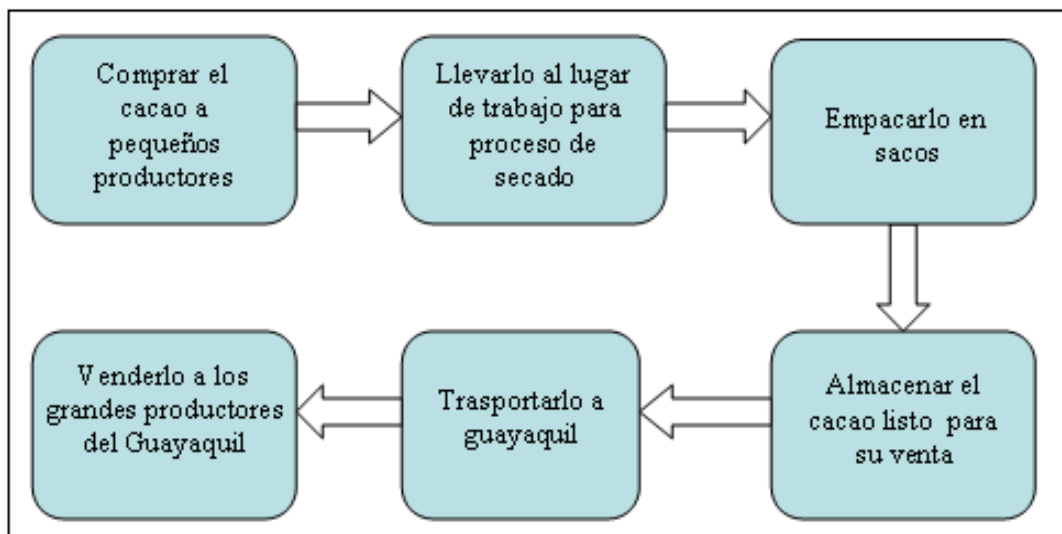 Comprar el
cacao a
pequeños
productores
Llevarlo al lugar
de trabajo para
proceso de
secado
Empacarlo en
sacos
Almacenar el
cacao listo para
su venta
Trasportarlo a
guayaquil
Venderlo a los
grandes productores
del Guayaquil